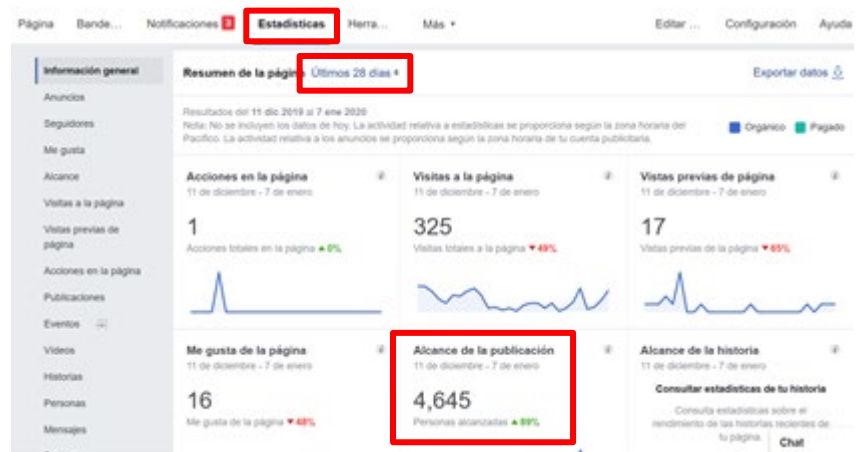 Página Bande... Notificaciones 3 Estadísticas Herra... Más Editar ... Configuración Ayuda
Información general
Anuncios
Seguidores
Me gusta
Alcance
Visitas a la página
Vistas previas de
página
Acciones en la página
Publicaciones
Eventos
Vídeos
Historias
Personas
Mensajes
Resumen de la página Últimos 28 días
Exportar datos
Resultados del 11 dic 2019 al 7 ene 2020
Nota: No se incluyen los datos de hoy. La actividad relativa a estadísticas se proporciona según la zona horaria del
Pacífico. La actividad relativa a los anuncios se proporciona según la zona horaria de tu cuenta publicitaria.
Orgánico Pagado
Acciones en la página
11 de diciembre - 7 de enero
1
Acciones totales en la página ▲ 0%
Visitas a la página
11 de diciembre - 7 de enero
325
Visitas totales a la página ▼ 49%
Vistas previas de página
11 de diciembre - 7 de enero
17
Vistas previas de la página ▼ 65%
Me gusta de la página
11 de diciembre - 7 de enero
16
Me gusta de la página ▼ 48%
Alcance de la publicación
11 de diciembre - 7 de enero
4,645
Personas alcanzadas ▲ 89%
Alcance de la historia
11 de diciembre - 7 de enero
Consultar estadísticas de tu historia
Consulta estadísticas sobre el
rendimiento de las historias recientes de
tu página.
Chat